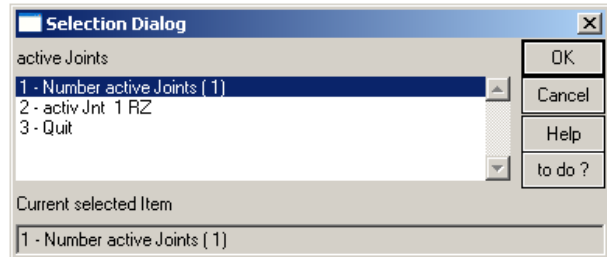 Selection Dialog
active Joints
OK
1 - Number active Joints ( 1)
2 - activ Jnt 1 RZ
3 - Quit
Cancel
Help
to do ?
Current selected Item
1 - Number active Joints ( 1)